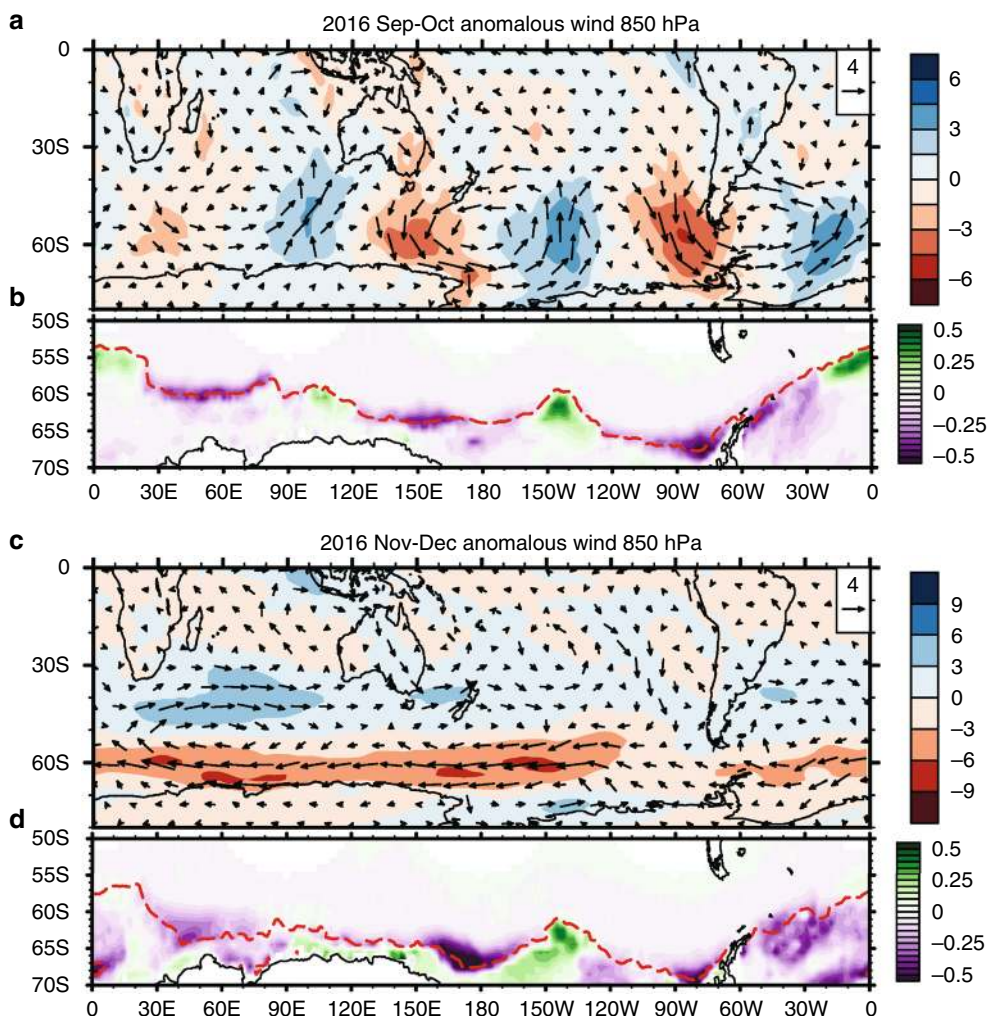 a
2016 Sep-Oct anomalous wind 850 hPa
0
30S
60S
4
6
3
0
−3
−6
b
50S
55S
60S
65S
70S
0 30E 60E 90E 120E 150E 180 150W 120W 90W 60W 30W 0
0.5
0.25
0
−0.25
−0.5
c
2016 Nov-Dec anomalous wind 850 hPa
0
30S
60S
4
9
6
3
0
−3
−6
−9
d
50S
55S
60S
65S
70S
0 30E 60E 90E 120E 150E 180 150W 120W 90W 60W 30W 0
0.5
0.25
0
−0.25
−0.5